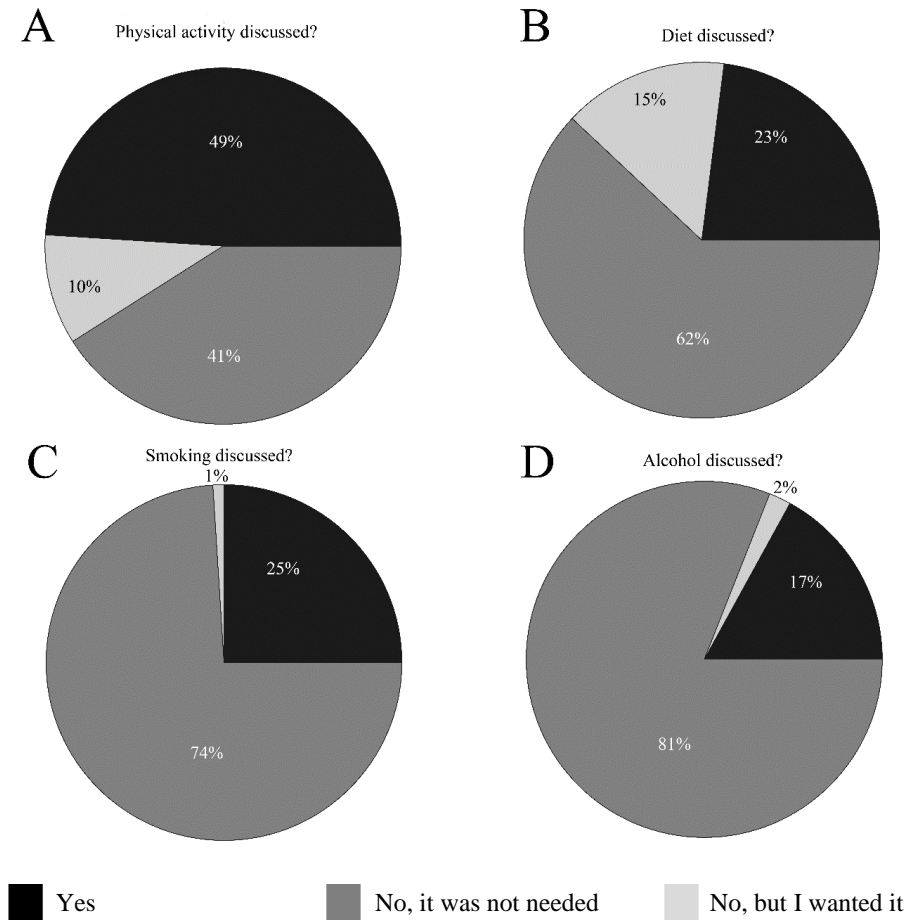 A
Physical activity discussed?
49%
10%
41%
B
Diet discussed?
15%
23%
62%
C
Smoking discussed?
1%
25%
74%
D
Alcohol discussed?
2%
17%
81%
Yes
No, it was not needed
No, but I wanted it